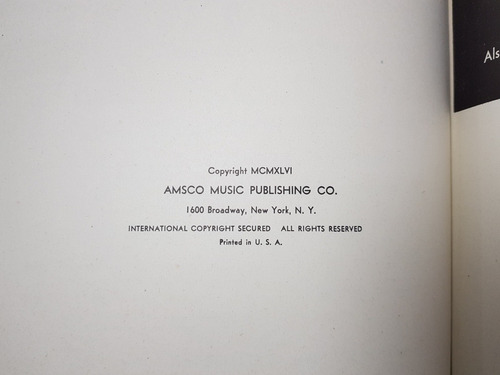 Copyright MCMXLVI
AMSCO MUSIC PUBLISHING CO.
1600 Broadway, New York, N. Y.
INTERNATIONAL COPYRIGHT SECURED ALL RIGHTS RESERVED
Printed in U. S. A.